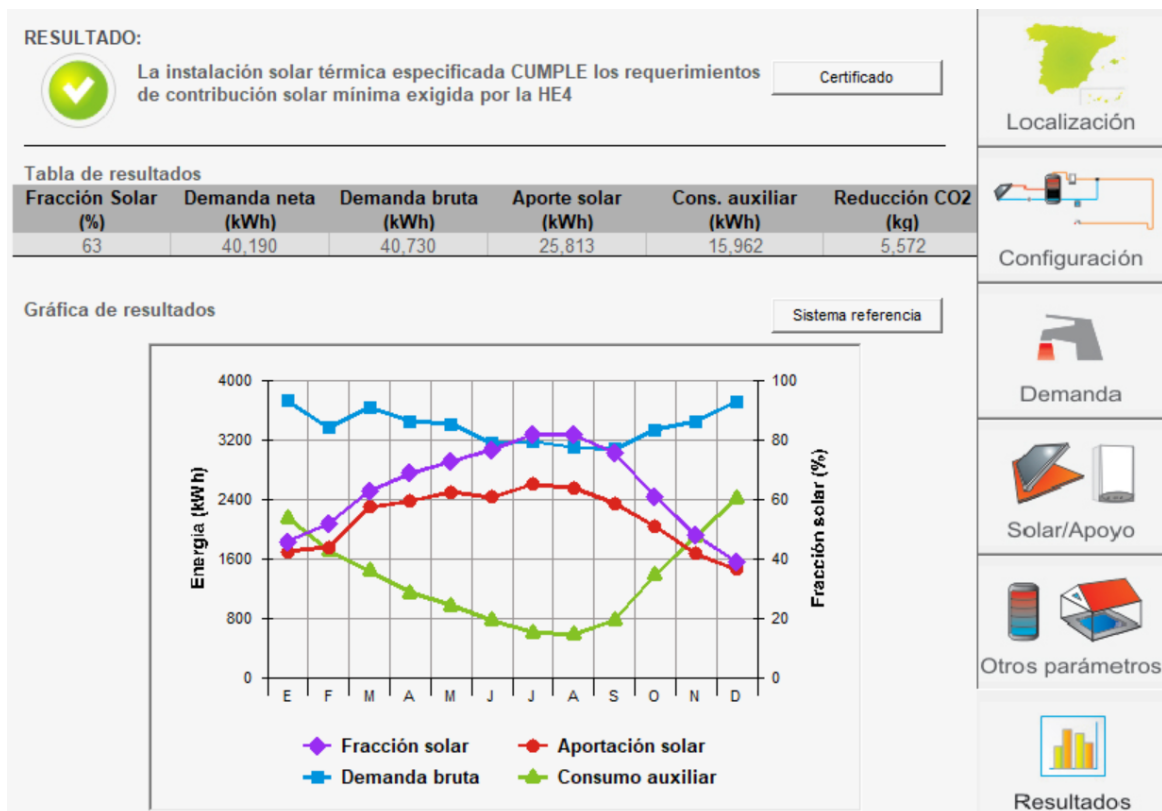 RESULTADO:
La instalación solar térmica especificada CUMPLE los requerimientos
de contribución solar mínima exigida por la HE4
Certificado
Tabla de resultados
Fracción Solar (%) Demanda neta (kWh) Demanda bruta (kWh) Aporte solar (kWh) Cons. auxiliar (kWh) Reducción CO2 (kg)
63 40,190 40,730 25,813 15,962 5,572
Gráfica de resultados
Sistema referencia
Energía (kWh)
4000
3200
2400
1600
800
0
100
80
60
40
20
0
Fracción solar (%)
E F M A M J J A S O N D
Fracción solar Aportación solar
Demanda bruta Consumo auxiliar
Localización
Configuración
Demanda
Solar/Apoyo
Otros parámetros
Resultados